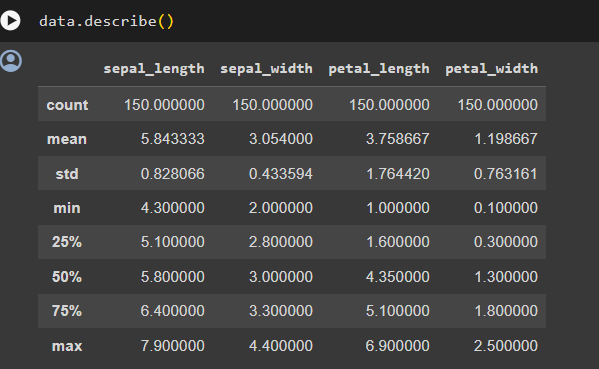 data.describe()
sepal_length sepal_width petal_length petal_width
count 150.000000 150.000000 150.000000 150.000000
mean 5.843333 3.054000 3.758667 1.198667
std 0.828066 0.433594 1.764420 0.763161
min 4.300000 2.000000 1.000000 0.100000
25% 5.100000 2.800000 1.600000 0.300000
50% 5.800000 3.000000 4.350000 1.300000
75% 6.400000 3.300000 5.100000 1.800000
max 7.900000 4.400000 6.900000 2.500000